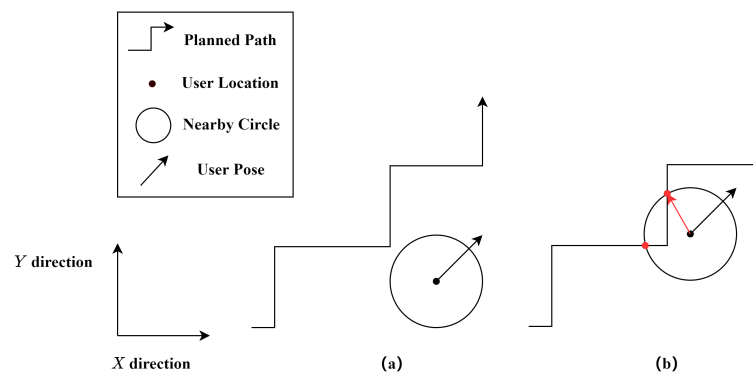 Planned Path
User Location
Nearby Circle
User Pose
Y direction
X direction
(a)
(b)